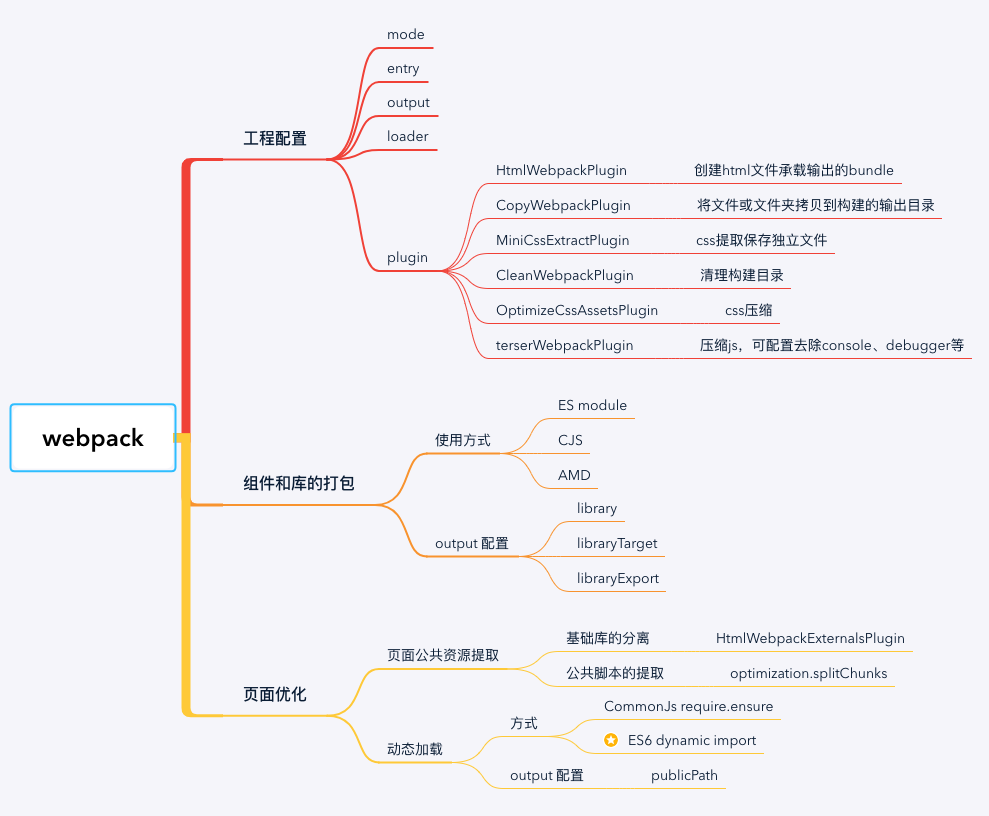 webpack
工程配置
mode
entry
output
loader
plugin
HtmlWebpackPlugin 创建html文件承载输出的bundle
CopyWebpackPlugin 将文件或文件夹拷贝到构建的输出目录
MiniCssExtractPlugin css提取保存独立文件
CleanWebpackPlugin 清理构建目录
OptimizeCssAssetsPlugin css压缩
terserWebpackPlugin 压缩js，可配置去除console、debugger等
组件和库的打包
使用方式
ES module
CJS
AMD
output 配置
library
libraryTarget
libraryExport
页面优化
页面公共资源提取
基础库的分离 HtmlWebpackExternalsPlugin
公共脚本的提取 optimization.splitChunks
动态加载
方式
CommonJs require.ensure
ES6 dynamic import
output 配置 publicPath